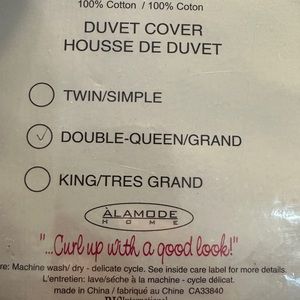 100% Cotton / 100% Coton
DUVET COVER
HOUSSE DE DUVET
TWIN/SIMPLE
DOUBLE-QUEEN/GRAND
KING/TRES GRAND
ÀLAMODE
HOME
"...Curl up with a good look!"
re: Machine wash/ dry - delicate cycle. See inside care label for more details.
L'entretien: lave/séche à la machine - cycle délicat.
made in China / fabriqué au Chine CA33840
International